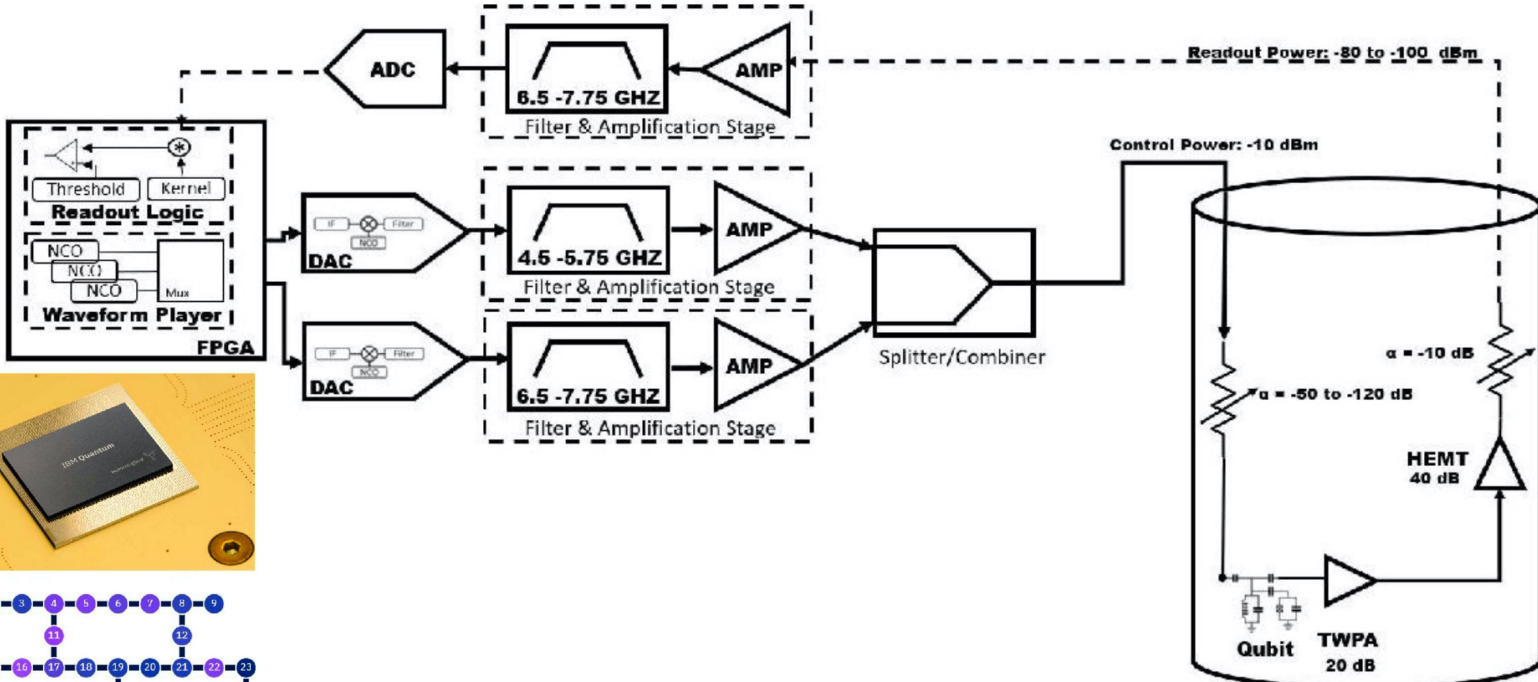 Readout Power: -80 to -100 dBm
ADC
6.5 -7.75 GHZ
AMP
Filter & Amplification Stage
Threshold
Kernel
Readout Logic
NCO
NCO
NCO
Mux
Waveform Player
FPGA
IF
Filter
NCO
DAC
4.5 -5.75 GHZ
AMP
Filter & Amplification Stage
IF
Filter
NCO
DAC
6.5 -7.75 GHZ
AMP
Filter & Amplification Stage
Splitter/Combiner
Control Power: -10 dBm
α = -50 to -120 dB
α = -10 dB
HEMT
40 dB
Qubit
TWPA
20 dB
IBM Quantum
3 4 5 6 7 8 9
11 12
16 17 18 19 20 21 22 23